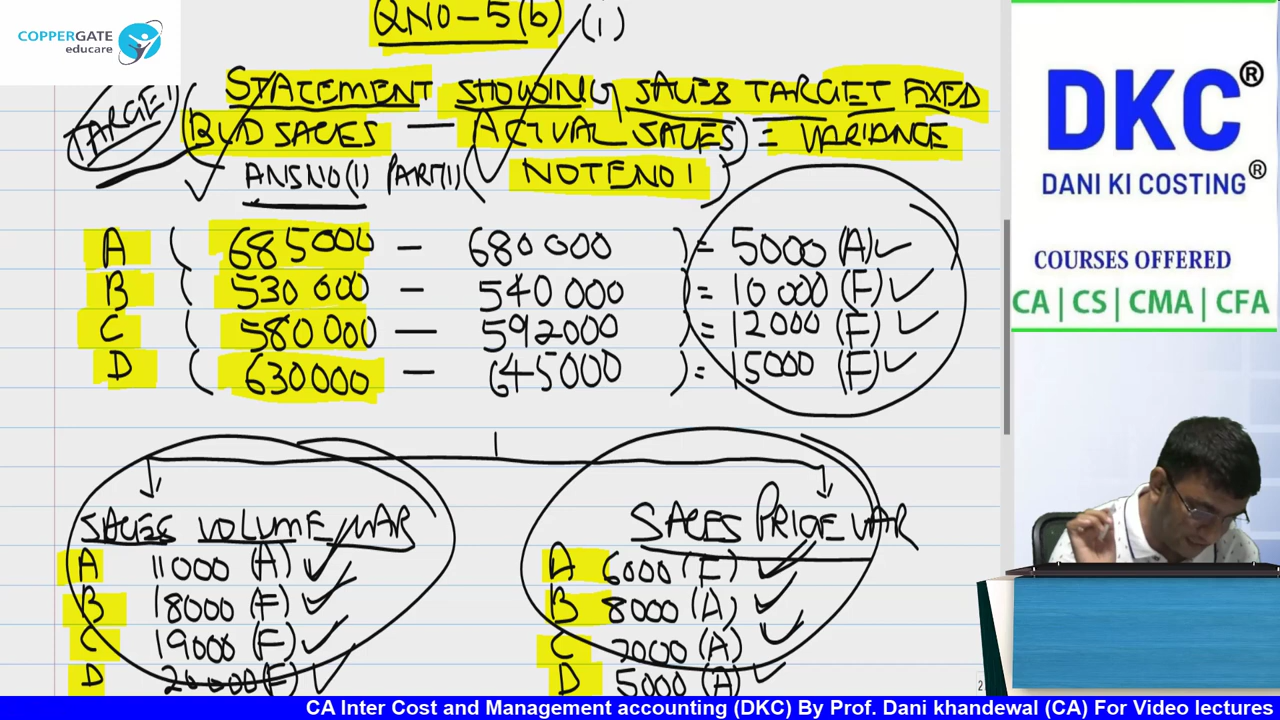 COPPERGATE
educare
QNO-5(b) (i)
STATEMENT SHOWING SALES TARGET FIXED
TARGET 1
(BUD SALES - ACTUAL SALES) = VARIANCE
ANSNO(1) PART(1) NOTENO1
A ( 685000 - 680000 ) = 5000 (A)
B ( 530000 - 540000 ) = 10000 (F)
C ( 580000 - 592000 ) = 12000 (F)
D ( 630000 - 645000 ) = 15000 (F)
SALES VOLUME VAR
A 11000 (A)
B 18000 (F)
C 19000 (F)
D 20000 (F)
SALES PRICE VAR
A 6000 (F)
B 8000 (A)
C 7000 (A)
D 5000 (A)
2
DKC®
DANI KI COSTING®
COURSES OFFERED
CA | CS | CMA | CFA
CA Inter Cost and Management accounting (DKC) By Prof. Dani khandewal (CA) For Video lectures